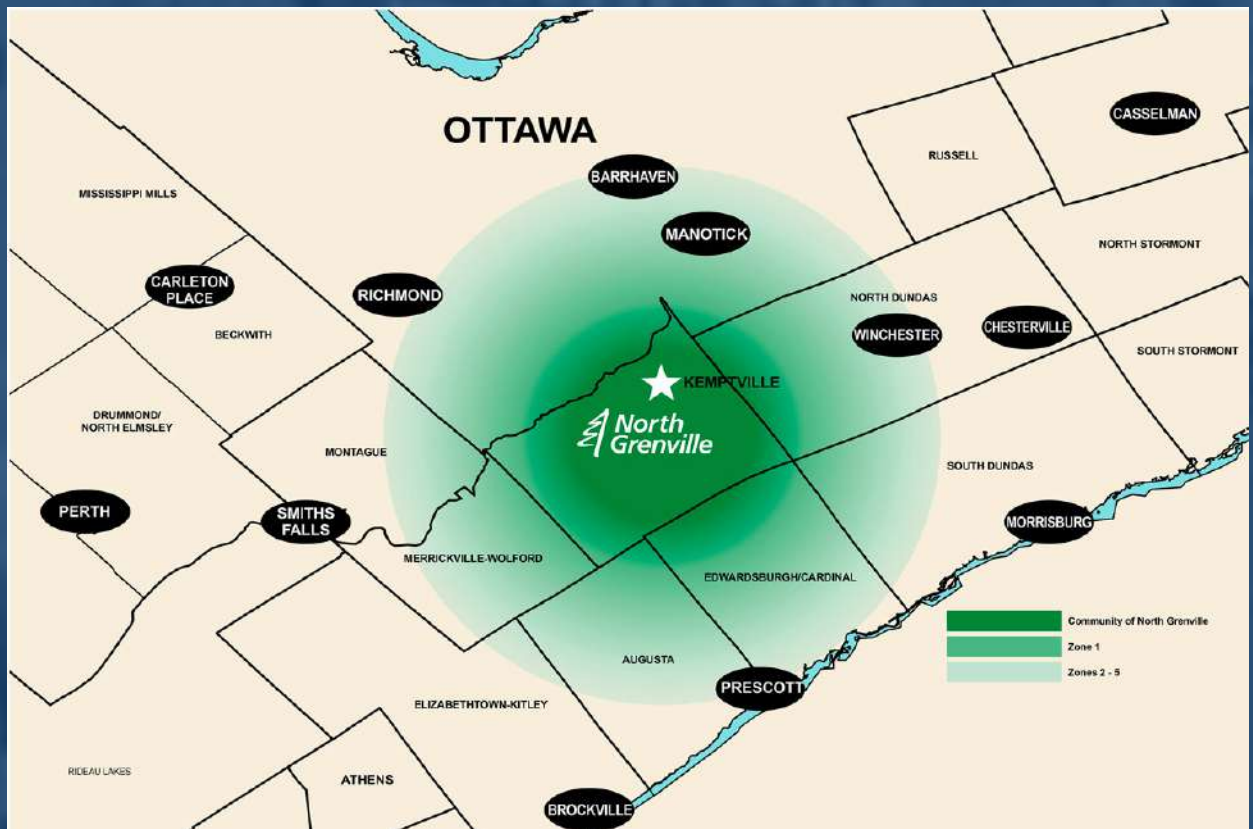 OTTAWA
CASSELMAN
RUSSELL
BARRHAVEN
MISSISSIPPI MILLS
MANOTICK
NORTH STORMONT
CARLETON
PLACE
RICHMOND
NORTH DUNDAS
BECKWITH
WINCHESTER
CHESTERVILLE
SOUTH STORMONT
KEMPTVILLE
DRUMMOND/
NORTH ELMSLEY
North
Grenville
MONTAGUE
SOUTH DUNDAS
PERTH
SMITHS
FALLS
MORRISBURG
MERRICKVILLE-WOLFORD
EDWARDSBURGH/CARDINAL
Community of North Grenville
Zone 1
Zones 2 - 5
AUGUSTA
PRESCOTT
ELIZABETHTOWN-KITLEY
RIDEAU LAKES
ATHENS
BROCKVILLE